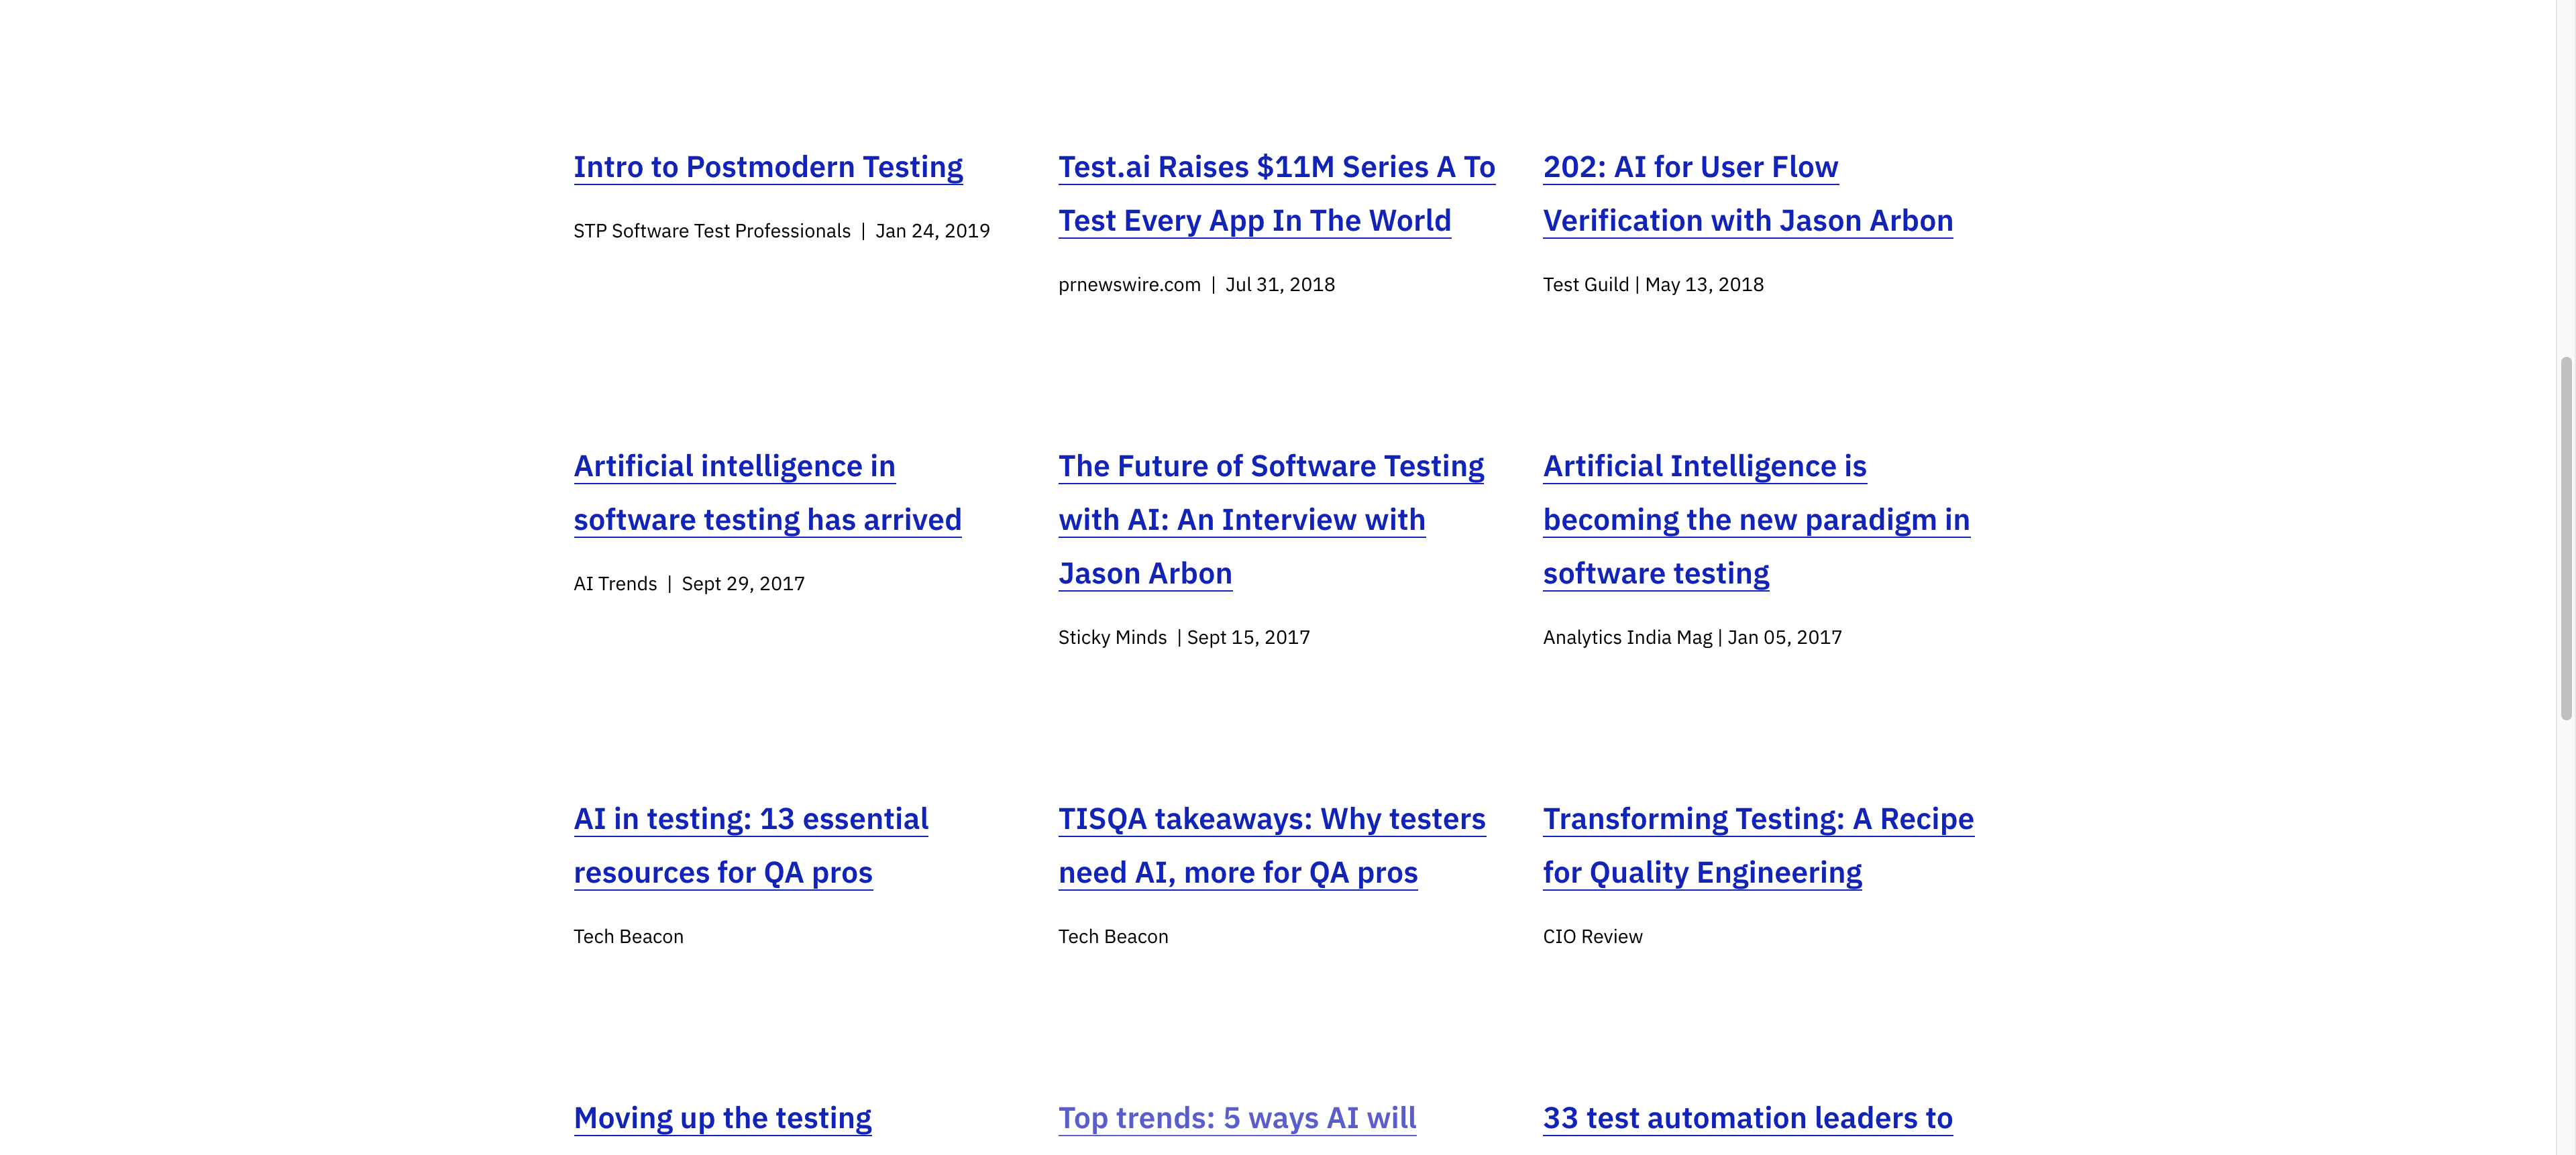 Intro to Postmodern Testing
STP Software Test Professionals | Jan 24, 2019
Test.ai Raises $11M Series A To
Test Every App In The World
prnewswire.com | Jul 31, 2018
202: AI for User Flow
Verification with Jason Arbon
Test Guild | May 13, 2018
Artificial intelligence in
software testing has arrived
AI Trends | Sept 29, 2017
The Future of Software Testing
with AI: An Interview with
Jason Arbon
Sticky Minds | Sept 15, 2017
Artificial Intelligence is
becoming the new paradigm in
software testing
Analytics India Mag | Jan 05, 2017
AI in testing: 13 essential
resources for QA pros
Tech Beacon
TISQA takeaways: Why testers
need AI, more for QA pros
Tech Beacon
Transforming Testing: A Recipe
for Quality Engineering
CIO Review
Moving up the testing
Top trends: 5 ways AI will
33 test automation leaders to